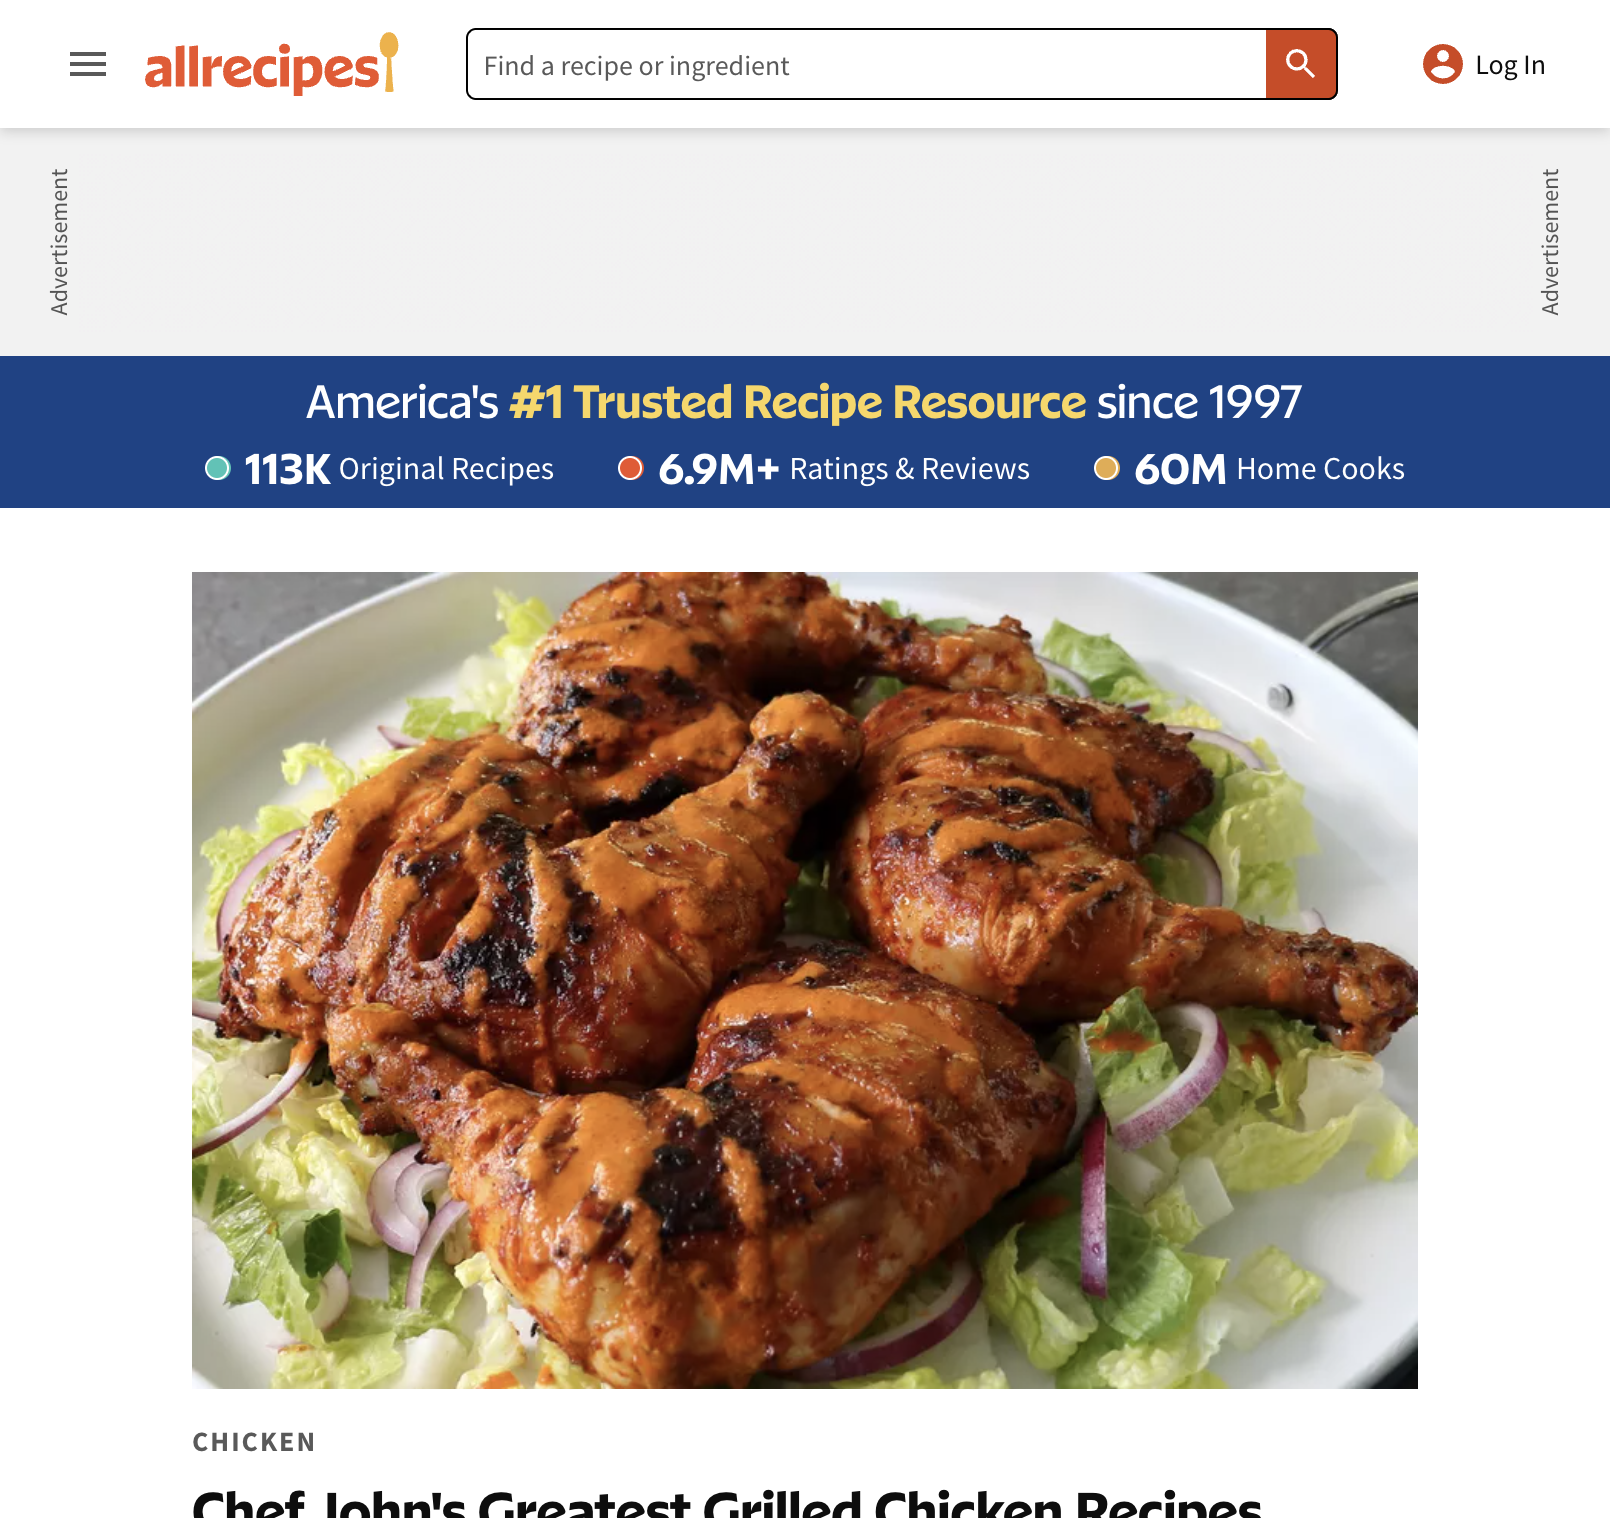 allrecipes
Find a recipe or ingredient
Log In
Advertisement
Advertisement
America's #1 Trusted Recipe Resource since 1997
113K Original Recipes
6.9M+ Ratings & Reviews
60M Home Cooks
CHICKEN
Chef John's Greatest Grilled Chicken Recipes